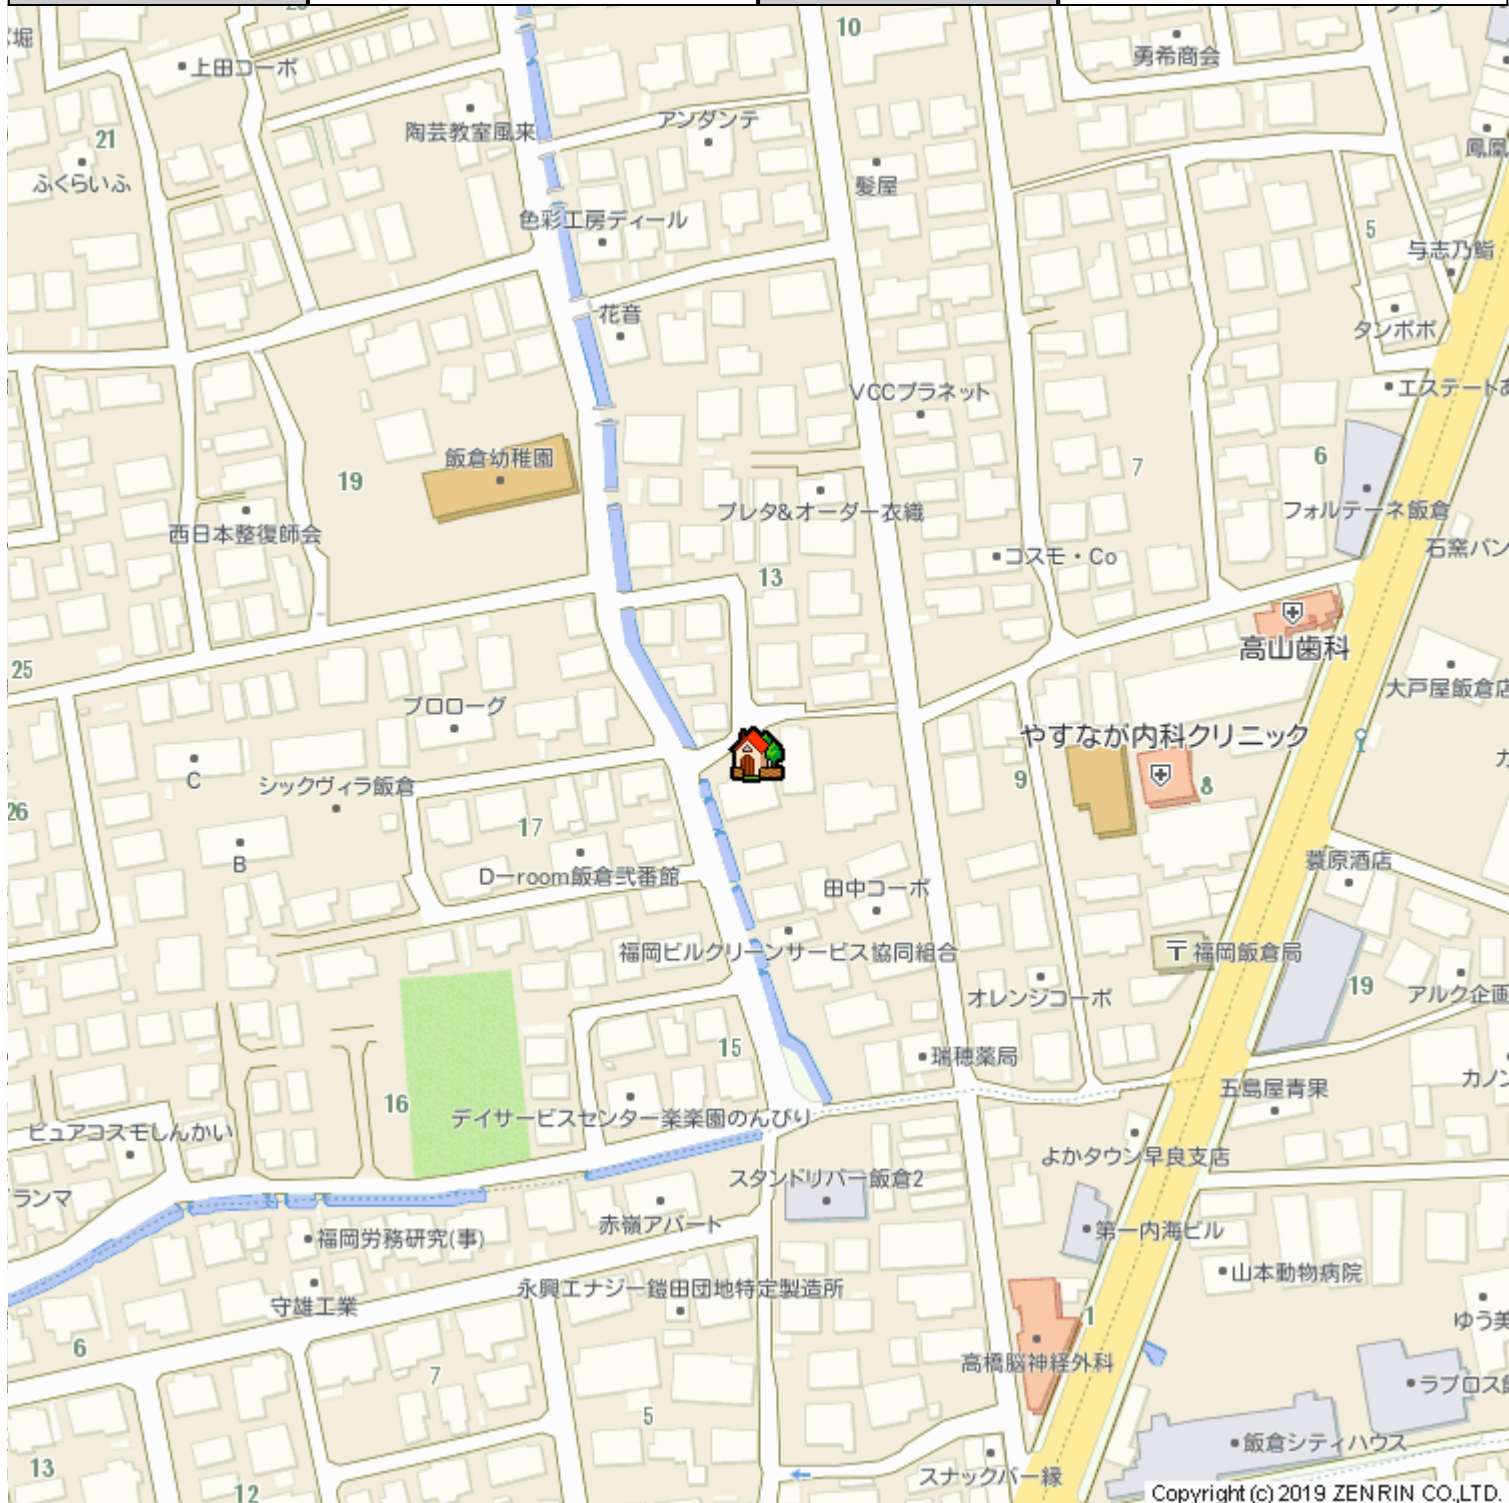 10
堀
上田コーポ
勇希商会
陶芸教室風来
アンダンテ
21
鳳凰
ふくらいふ
髪屋
色彩工房ディール
5
与志乃鮨
花音
タンポポ
VCCプラネット
エステートあ
飯倉幼稚園
6
19
7
プレタ&オーダー衣織
フォルテーネ飯倉
西日本整復師会
石窯パン
コスモ・Co
13
高山歯科
25
大戸屋飯倉店
プロローグ
やすなが内科クリニック
C
シックヴィラ飯倉
9
8
26
17
B
D−room飯倉弐番館
蓑原酒店
田中コーポ
福岡ビルクリーンサービス協同組合
〒福岡飯倉局
19
オレンジコーポ
アルク企画
15
瑞穂薬局
カノン
五島屋青果
16
デイサービスセンター楽楽園のんびり
ピュアコスモしんかい
よかタウン早良支店
スタンドリバー飯倉2
ランマ
赤嶺アパート
福岡労務研究(事)
第一内海ビル
山本動物病院
永興エナジー鎧田団地特定製造所
守雄工業
1
ゆう美
6
高橋脳神経外科
7
ラプロス飯
5
飯倉シティハウス
13
スナックバー縁
12
Copyright (c) 2019 ZENRIN CO.,LTD